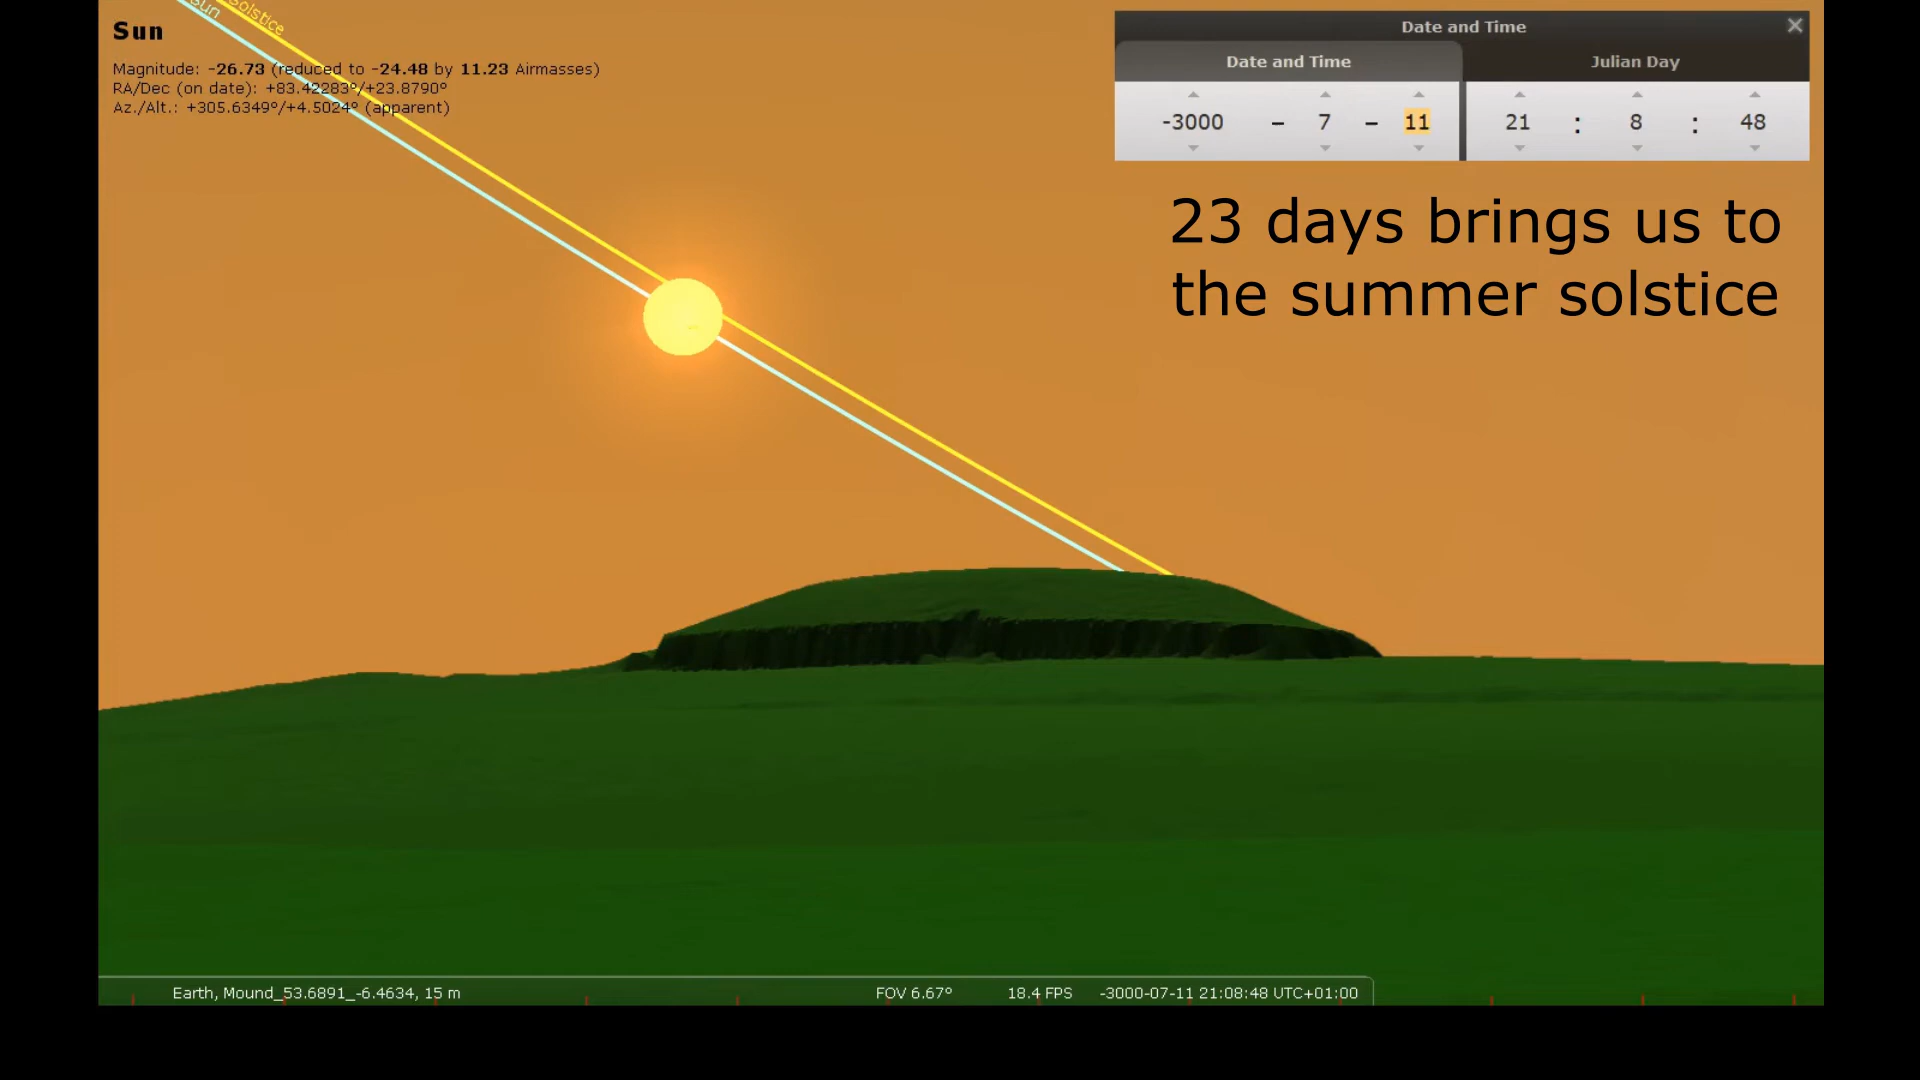 sun
solstice
Sun
Magnitude: -26.73 (reduced to -24.48 by 11.23 Airmasses)
RA/Dec (on date): +83.42283°/+23.8790°
Az./Alt.: +305.6349°/+4.5024° (apparent)
Date and Time
Date and Time Julian Day
-3000 - 7 - 11 21 : 8 : 48
23 days brings us to
the summer solstice
Earth, Mound_53.6891_-6.4634, 15 m FOV 6.67° 18.4 FPS -3000-07-11 21:08:48 UTC+01:00